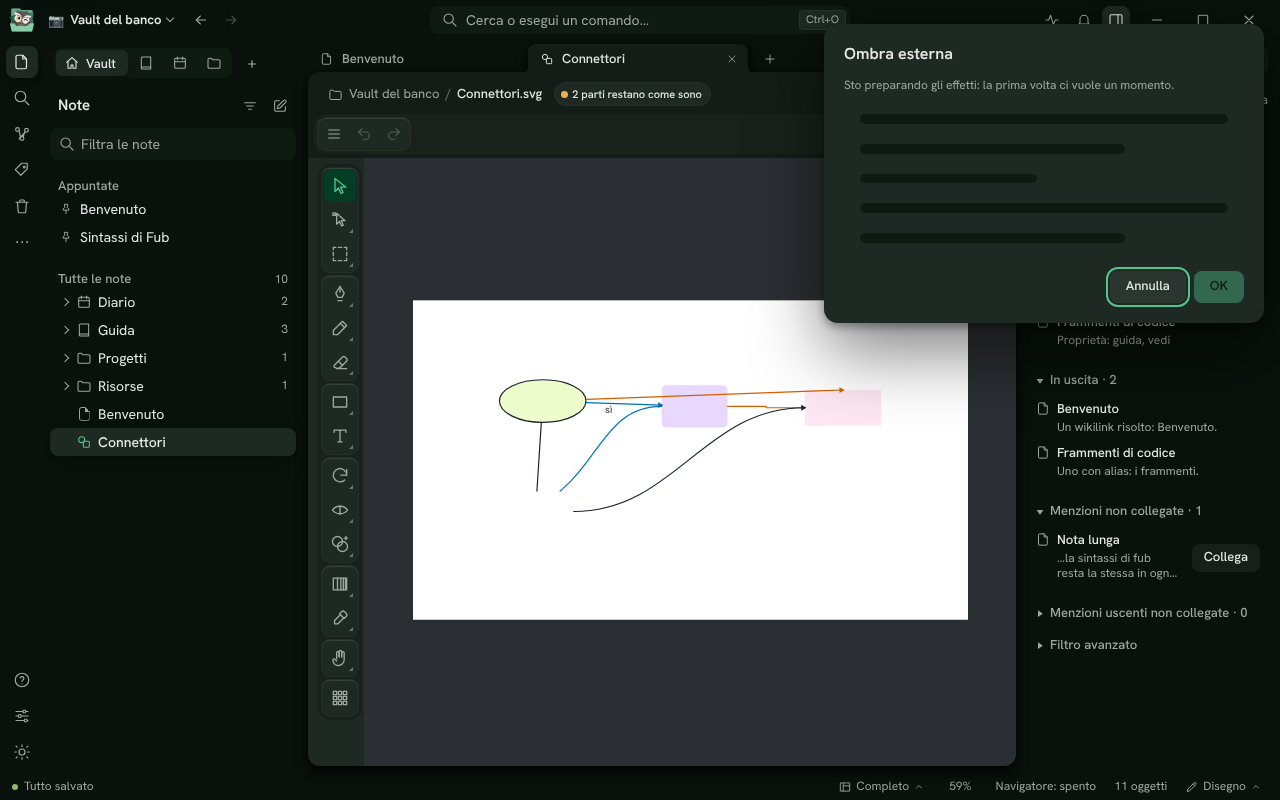 Vault del banco
Cerca o esegui un comando…
Ctrl+O
Vault
Note
Filtra le note
Appuntate
Benvenuto
Sintassi di Fub
Tutte le note 10
Diario 2
Guida 3
Progetti 1
Risorse 1
Benvenuto
Connettori
Tutto salvato
Benvenuto
Connettori
Vault del banco / Connettori.svg
2 parti restano come sono
sì
Ombra esterna
Sto preparando gli effetti: la prima volta ci vuole un momento.
Annulla
OK
Frammenti di codice
Proprietà: guida, vedi
In uscita · 2
Benvenuto
Un wikilink risolto: Benvenuto.
Frammenti di codice
Uno con alias: i frammenti.
Menzioni non collegate · 1
Nota lunga
…la sintassi di fub
resta la stessa in ogn…
Collega
Menzioni uscenti non collegate · 0
Filtro avanzato
Completo
59%
Navigatore: spento
11 oggetti
Disegno